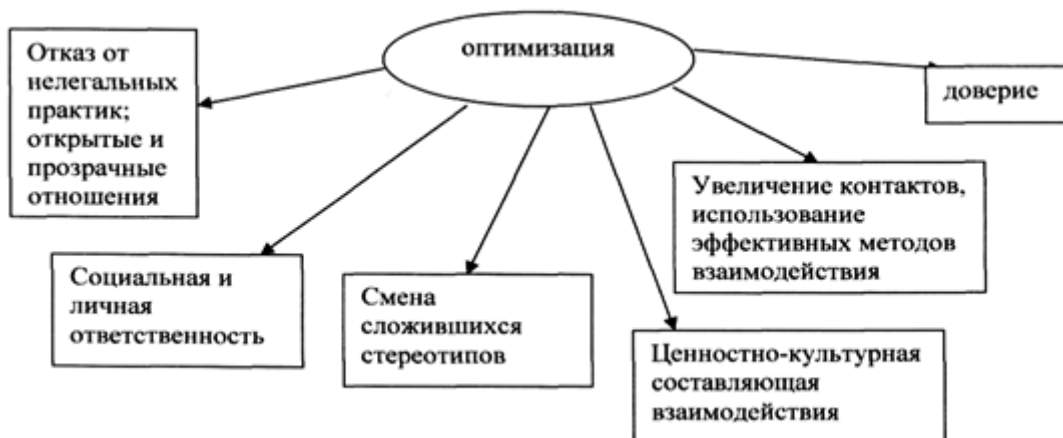 оптимизация
Отказ от
нелегальных
практик;
открытые и
прозрачные
отношения
доверие
Увеличение контактов,
использование
эффективных методов
взаимодействия
Социальная и
личная
ответственность
Смена
сложившихся
стереотипов
Ценностно-культурная
составляющая
взаимодействия